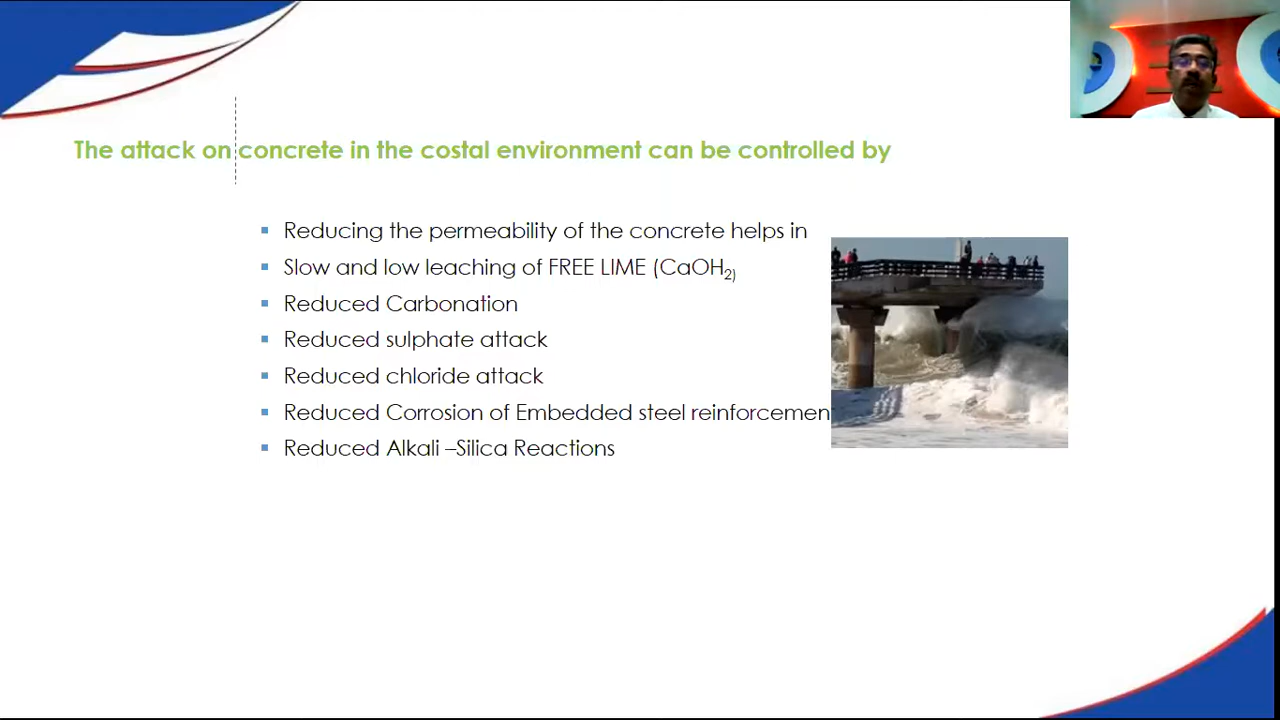 The attack on concrete in the costal environment can be controlled by
Reducing the permeability of the concrete helps in
Slow and low leaching of FREE LIME (CaOH₂)
Reduced Carbonation
Reduced sulphate attack
Reduced chloride attack
Reduced Corrosion of Embedded steel reinforcemen
Reduced Alkali –Silica Reactions